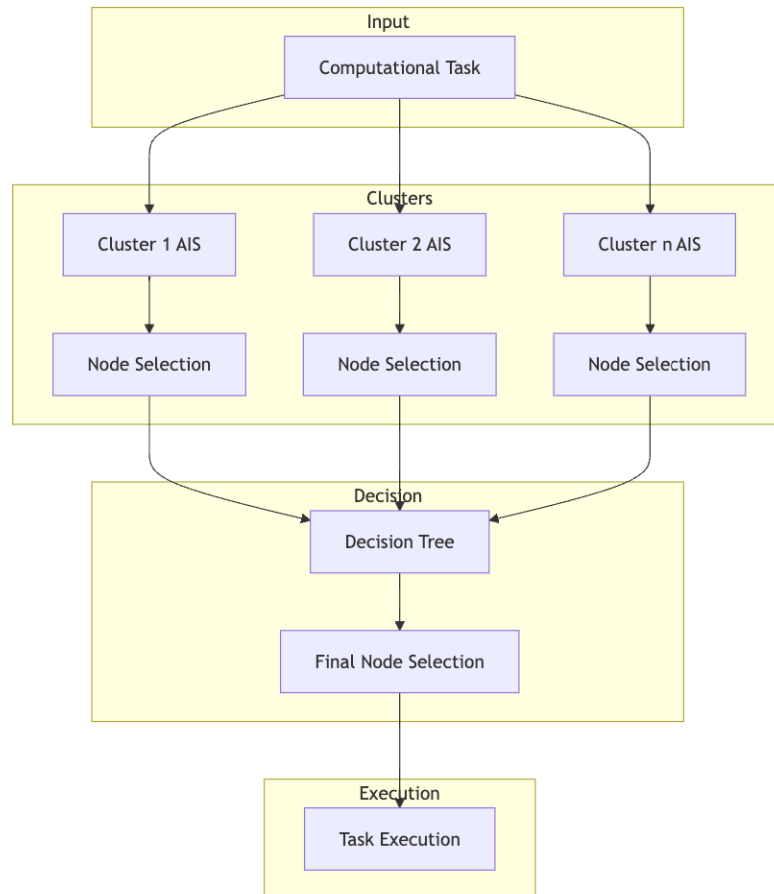 Input
Computational Task
Clusters
Cluster 1 AIS
Cluster 2 AIS
Cluster n AIS
Node Selection
Node Selection
Node Selection
Decision
Decision Tree
Final Node Selection
Execution
Task Execution